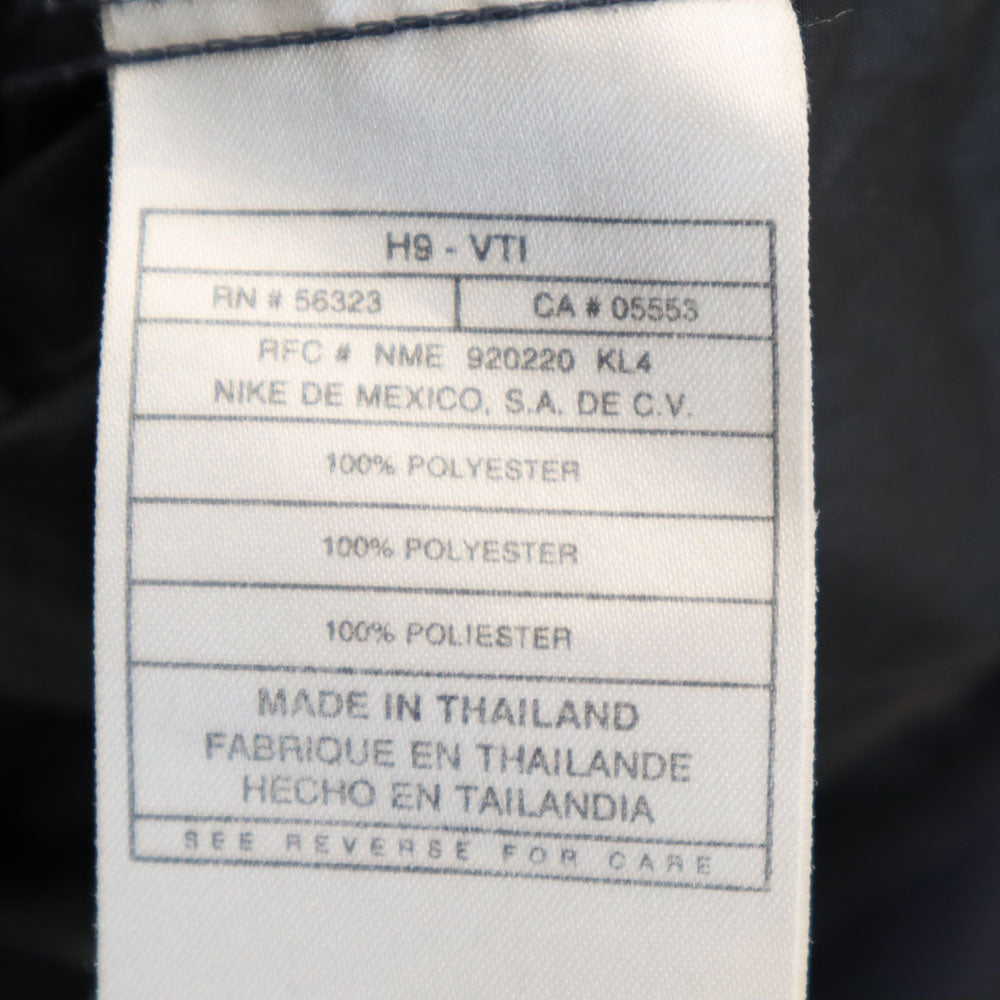 H9 - VTI
RN # 56323
CA # 05553
RFC # NME 920220 KL4
NIKE DE MEXICO, S.A. DE C.V.
100% POLYESTER
100% POLYESTER
100% POLIESTER
MADE IN THAILAND
FABRIQUE EN THAILANDE
HECHO EN TAILANDIA
SEE REVERSE FOR CARE